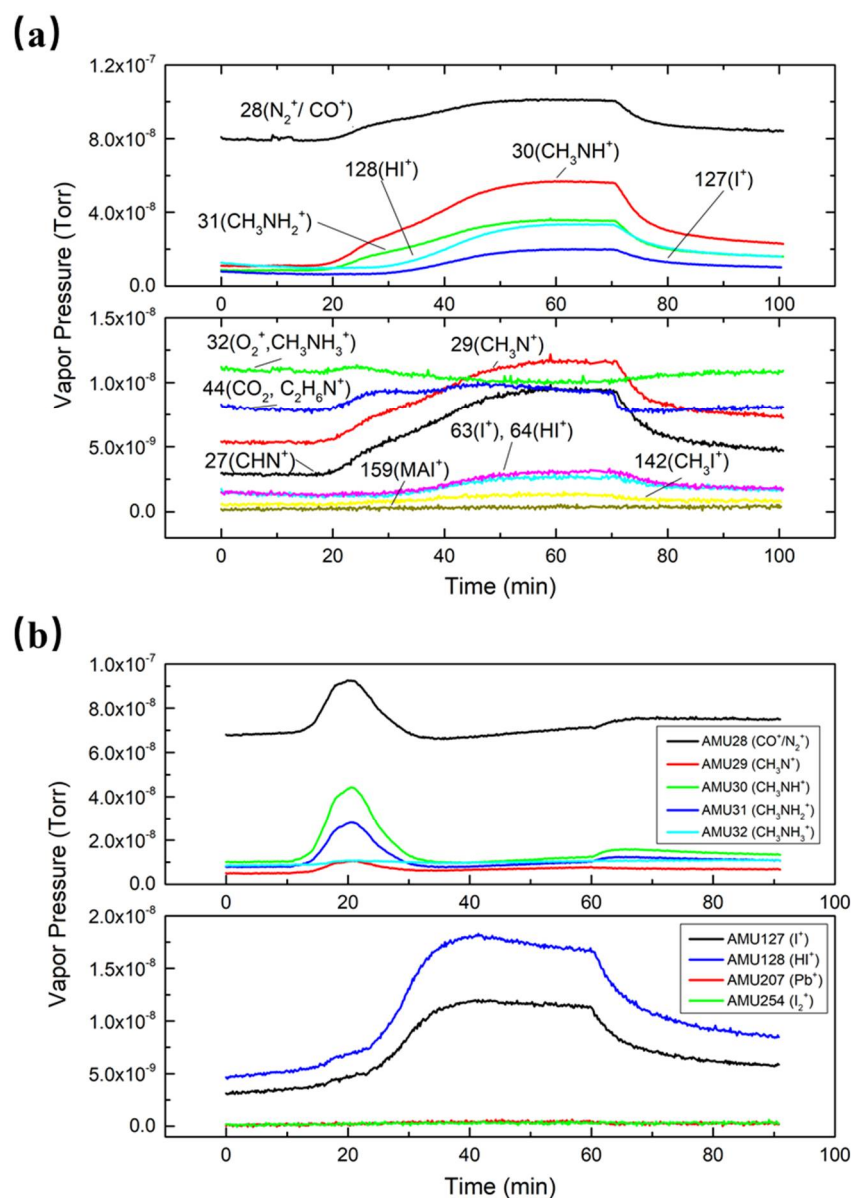 (a)
1.2x10⁻⁷
8.0x10⁻⁸
4.0x10⁻⁸
0.0
28(N₂⁺/ CO⁺)
30(CH₃NH⁺)
128(HI⁺)
127(I⁺)
31(CH₃NH₂⁺)
0 20 40 60 80 100
Vapor Pressure (Torr)
1.5x10⁻⁸
1.0x10⁻⁸
5.0x10⁻⁹
0.0
32(O₂⁺,CH₃NH₃⁺)
29(CH₃N⁺)
44(CO₂, C₂H₆N⁺)
63(I⁺), 64(HI⁺)
27(CHN⁺)
159(MAI⁺)
142(CH₃I⁺)
0 20 40 60 80 100
Time (min)
(b)
1.0x10⁻⁷
8.0x10⁻⁸
6.0x10⁻⁸
4.0x10⁻⁸
2.0x10⁻⁸
0.0
AMU28 (CO⁺/N₂⁺)
AMU29 (CH₃N⁺)
AMU30 (CH₃NH⁺)
AMU31 (CH₃NH₂⁺)
AMU32 (CH₃NH₃⁺)
0 20 40 60 80 100
Vapor Pressure (Torr)
2.0x10⁻⁸
1.5x10⁻⁸
1.0x10⁻⁸
5.0x10⁻⁹
0.0
AMU127 (I⁺)
AMU128 (HI⁺)
AMU207 (Pb⁺)
AMU254 (I₂⁺)
0 20 40 60 80 100
Time (min)